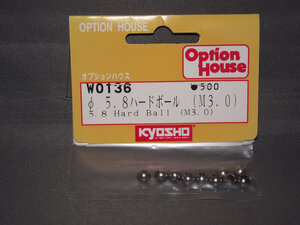 OPTION HOUSE
Option
House
オプションハウス
W0136
●500
φ 5.8ハードボール (M3.0)
5.8 Hard Ball (M3.0)
KYOSHO